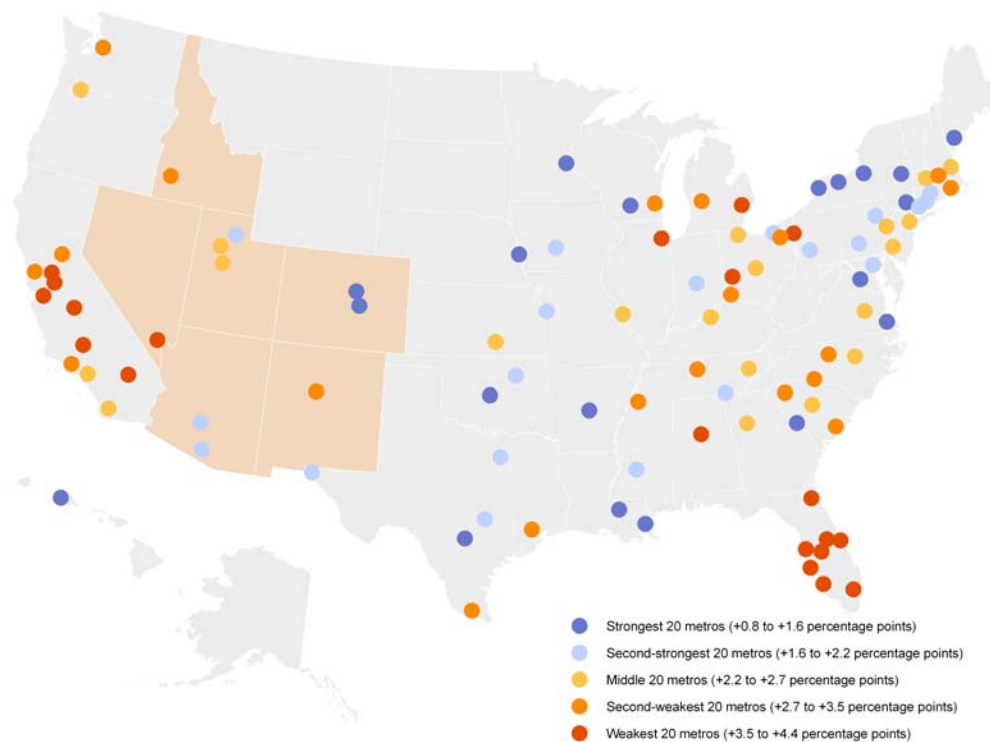 Strongest 20 metros (+0.8 to +1.6 percentage points)
Second-strongest 20 metros (+1.6 to +2.2 percentage points)
Middle 20 metros (+2.2 to +2.7 percentage points)
Second-weakest 20 metros (+2.7 to +3.5 percentage points)
Weakest 20 metros (+3.5 to +4.4 percentage points)